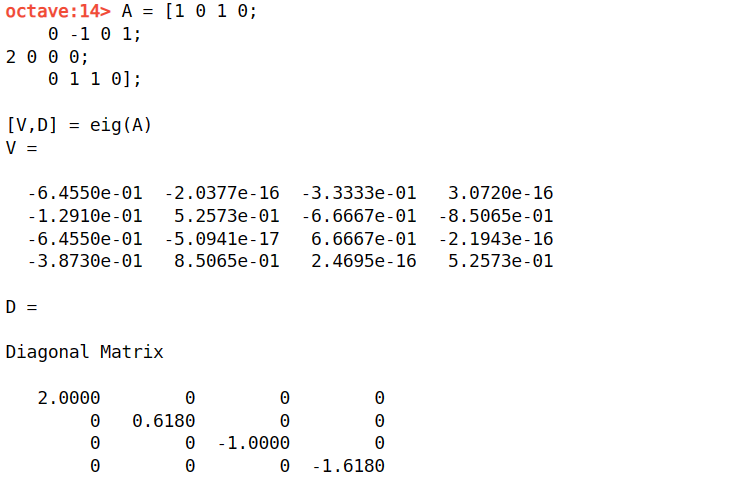 octave:14> A = [1 0 1 0;
    0 -1 0 1;
2 0 0 0;
    0 1 1 0];

[V,D] = eig(A)
V =

  -6.4550e-01  -2.0377e-16  -3.3333e-01   3.0720e-16
  -1.2910e-01   5.2573e-01  -6.6667e-01  -8.5065e-01
  -6.4550e-01  -5.0941e-17   6.6667e-01  -2.1943e-16
  -3.8730e-01   8.5065e-01   2.4695e-16   5.2573e-01

D =

Diagonal Matrix

   2.0000        0        0        0
        0   0.6180        0        0
        0        0  -1.0000        0
        0        0        0  -1.6180